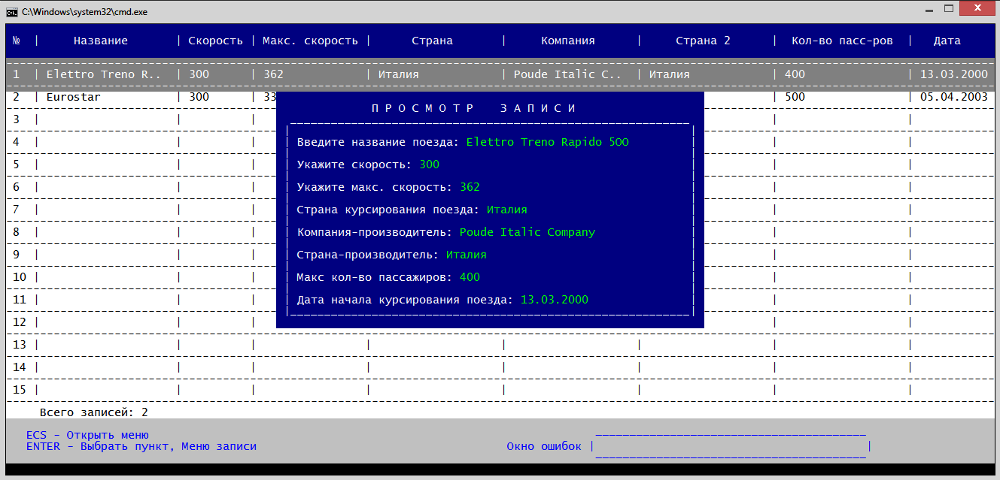 C:\Windows\system32\cmd.exe
№ | Название | Скорость | Макс. скорость | Страна | Компания | Страна 2 | Кол-во пасс-ров | Дата
1 | Elettro Treno R.. | 300 | 362 | Италия | Poude Italic C.. | Италия | 400 | 13.03.2000
2 | Eurostar | 300 | 33 | 500 | 05.04.2003
П Р О С М О Т Р З А П И С И
3
4 Введите название поезда: Elettro Treno Rapido 500
5 Укажите скорость: 300
6 Укажите макс. скорость: 362
7 Страна курсирования поезда: Италия
8 Компания-производитель: Poude Italic Company
9 Страна-производитель: Италия
10 Макс кол-во пассажиров: 400
11 Дата начала курсирования поезда: 13.03.2000
12
13
14
15
Всего записей: 2
ECS - Открыть меню
ENTER - Выбрать пункт, Меню записи Окно ошибок